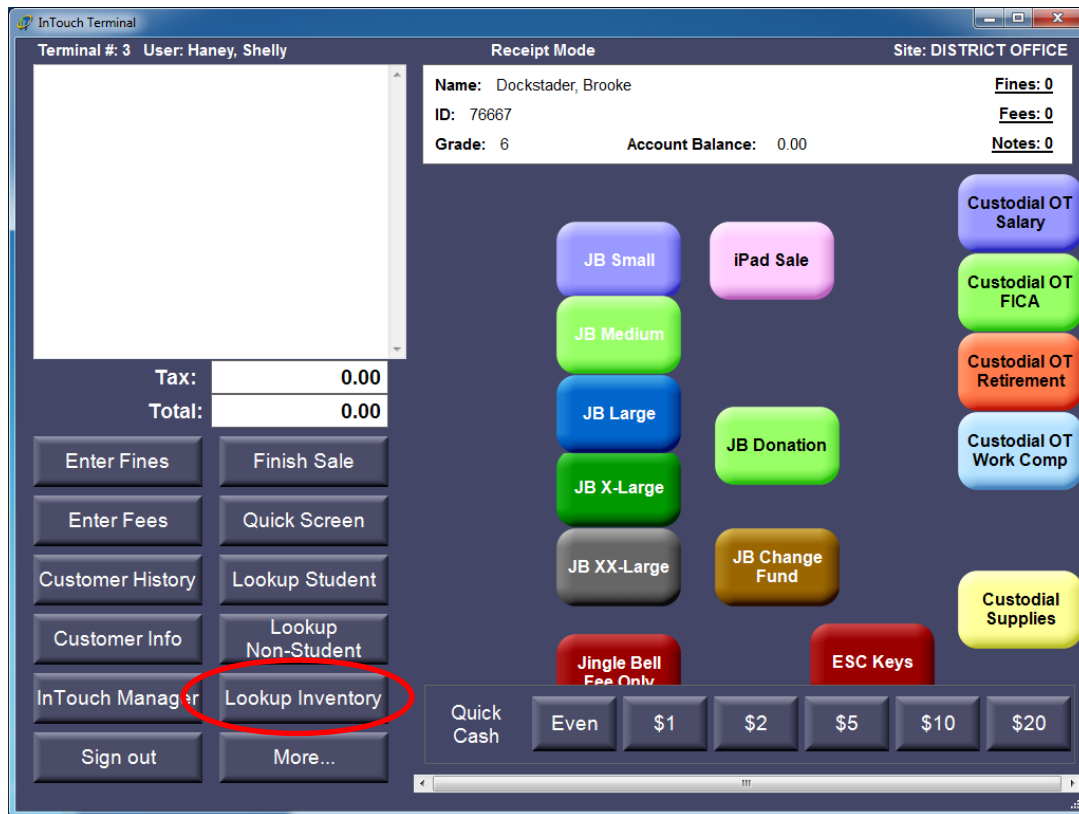 InTouch Terminal
Terminal #: 3 User: Haney, Shelly
Receipt Mode
Site: DISTRICT OFFICE
Name: Dockstader, Brooke
Fines: 0
ID: 76667
Fees: 0
Grade: 6
Account Balance: 0.00
Notes: 0
Tax: 0.00
Total: 0.00
Enter Fines
Finish Sale
Enter Fees
Quick Screen
Customer History
Lookup Student
Customer Info
Lookup
Non-Student
InTouch Manager
Lookup Inventory
Sign out
More...
JB Small
JB Medium
JB Large
JB X-Large
JB XX-Large
Jingle Bell
Fee Only
iPad Sale
JB Donation
JB Change
Fund
ESC Keys
Custodial OT
Salary
Custodial OT
FICA
Custodial OT
Retirement
Custodial OT
Work Comp
Custodial
Supplies
Quick
Cash
Even
$1
$2
$5
$10
$20